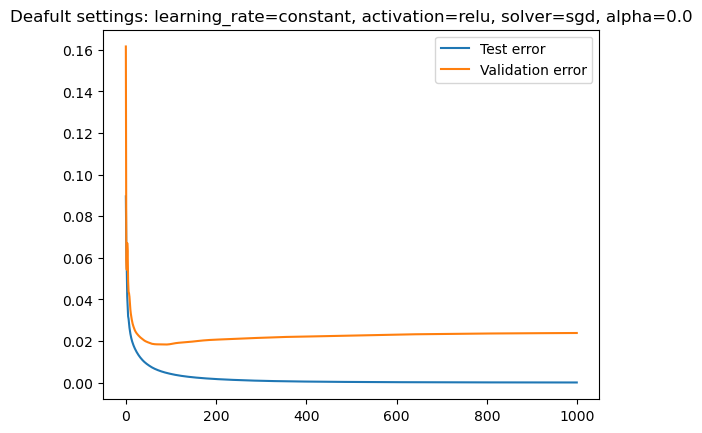 Deafult settings: learning_rate=constant, activation=relu, solver=sgd, alpha=0.0
Test error
Validation error
0.16
0.14
0.12
0.10
0.08
0.06
0.04
0.02
0.00
0 200 400 600 800 1000